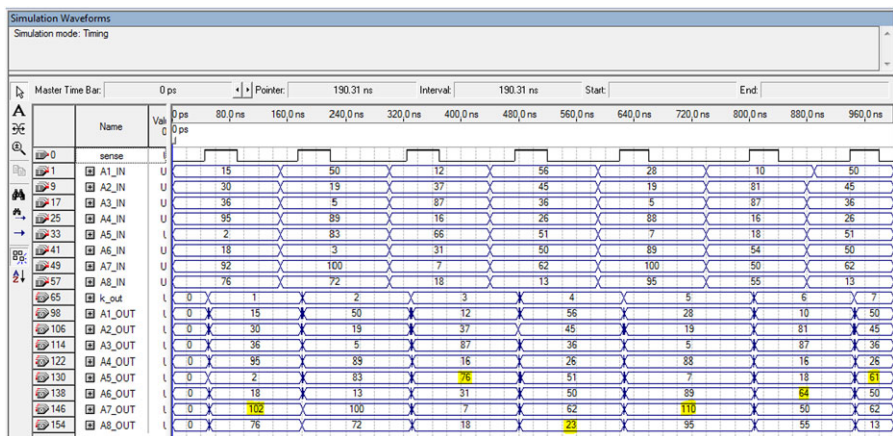 Simulation Waveforms
Simulation mode: Timing
Master Time Bar: 0 ps Pointer: 190.31 ns Interval: 190.31 ns Start: End:
Name 0 ps 80.0 ns 160.0 ns 240.0 ns 320.0 ns 400.0 ns 480.0 ns 560.0 ns 640.0 ns 720.0 ns 800.0 ns 880.0 ns 960.0 ns
0 ps
0 sense
1 A1_IN U 15 50 12 56 28 10 50
9 A2_IN U 30 19 37 45 19 81 45
17 A3_IN U 36 5 87 36 5 87 36
25 A4_IN U 95 89 16 26 88 16 26
33 A5_IN U 2 83 66 51 7 18 51
41 A6_IN U 18 3 31 50 89 54 50
49 A7_IN U 92 100 7 62 100 50 62
57 A8_IN U 76 72 18 13 95 55 13
65 k_out 0 1 2 3 4 5 6 7
98 A1_OUT 0 15 50 12 56 28 10 50
106 A2_OUT 0 30 19 37 45 19 81 45
114 A3_OUT 0 36 5 87 36 5 87 36
122 A4_OUT 0 95 89 16 26 88 16 26
130 A5_OUT 0 2 83 76 51 7 18 61
138 A6_OUT 0 18 13 31 50 89 64 50
146 A7_OUT 0 102 100 7 62 110 50 62
154 A8_OUT 0 76 72 18 23 95 55 13